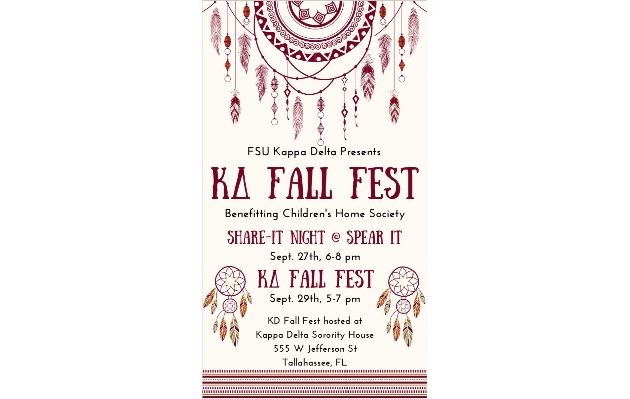 FSU Kappa Delta Presents
KΔ FALL FEST
Benefitting Children's Home Society
SHARE-IT NIGHT @ SPEAR IT
Sept. 27th, 6-8 pm
KΔ FALL FEST
Sept. 29th, 5-7 pm
KD Fall Fest hosted at
Kappa Delta Sorority House
555 W Jefferson St
Tallahassee, FL